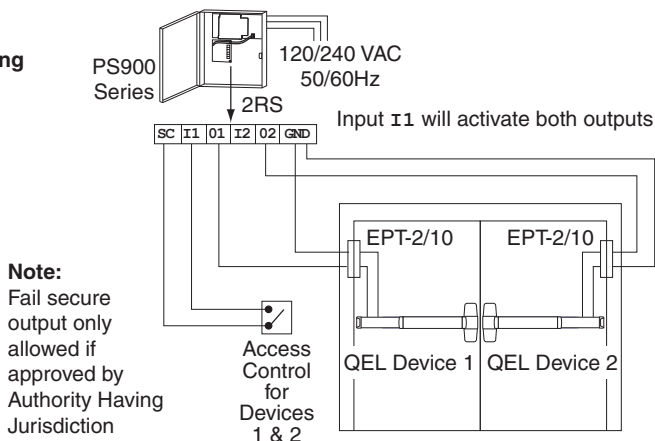 ng
PS900
Series
120/240 VAC
50/60Hz
2RS
Input I1 will activate both outputs
SC I1 01 I2 02 GND
EPT-2/10
EPT-2/10
Note:
Fail secure
output only
allowed if
approved by
Authority Having
Jurisdiction
Access
Control
for
Devices
1 & 2
QEL Device 1
QEL Device 2